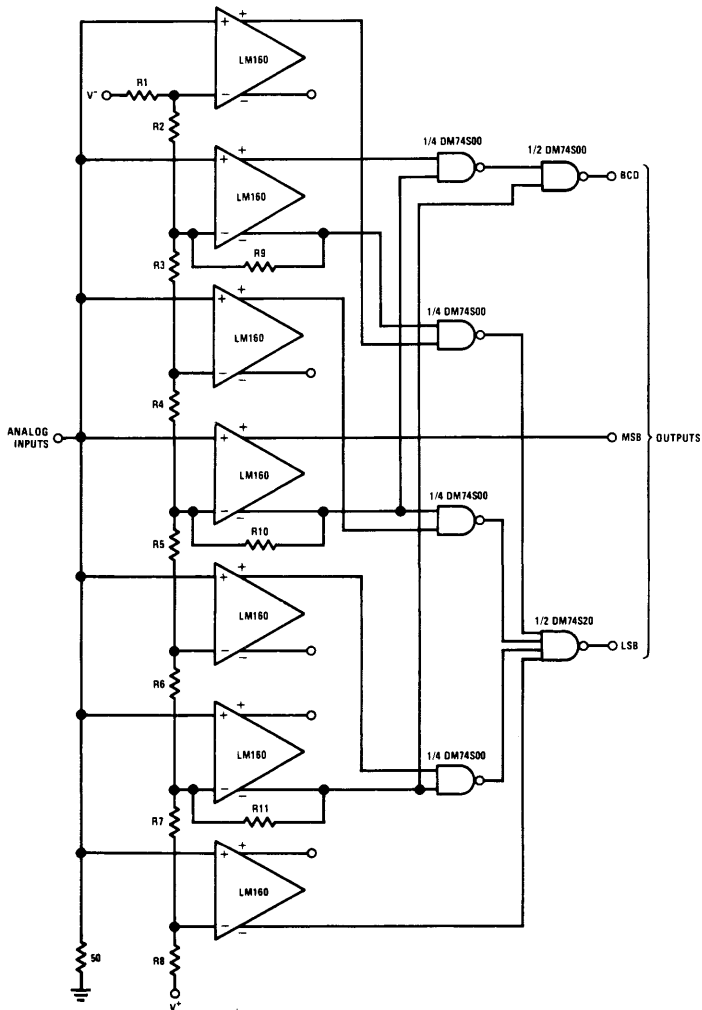 +
+
LM160
R1
V-
−
−
R2
1/4 DM74S00
1/2 DM74S00
+
+
LM160
BCD
−
−
R9
R3
1/4 DM74S00
+
+
LM160
−
−
R4
ANALOG
INPUTS
+
+
MSB
OUTPUTS
LM160
1/4 DM74S00
−
−
R10
R5
+
+
LM160
1/2 DM74S20
LSB
−
−
R6
+
+
LM160
1/4 DM74S00
−
−
R11
R7
+
+
LM160
−
−
50
R8
V+